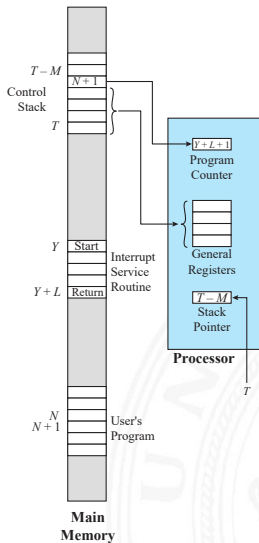 T – M
N + 1
Control
Stack
T
Y + L + 1
Program
Counter
Y
Start
Interrupt
Service
Routine
General
Registers
Y + L
Return
T – M
Stack
Pointer
Processor
T
N
N + 1
User's
Program
Main
Memory
U N